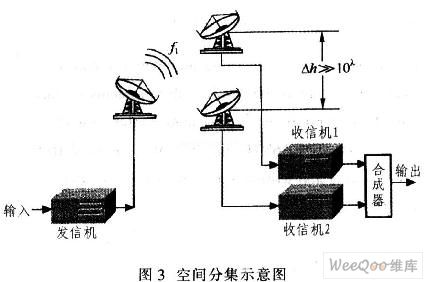 f₁
Δh≫10^λ
收信机1
输入
发信机
收信机2
合成器
输出
WeeQoo维库
图 3 空间分集示意图